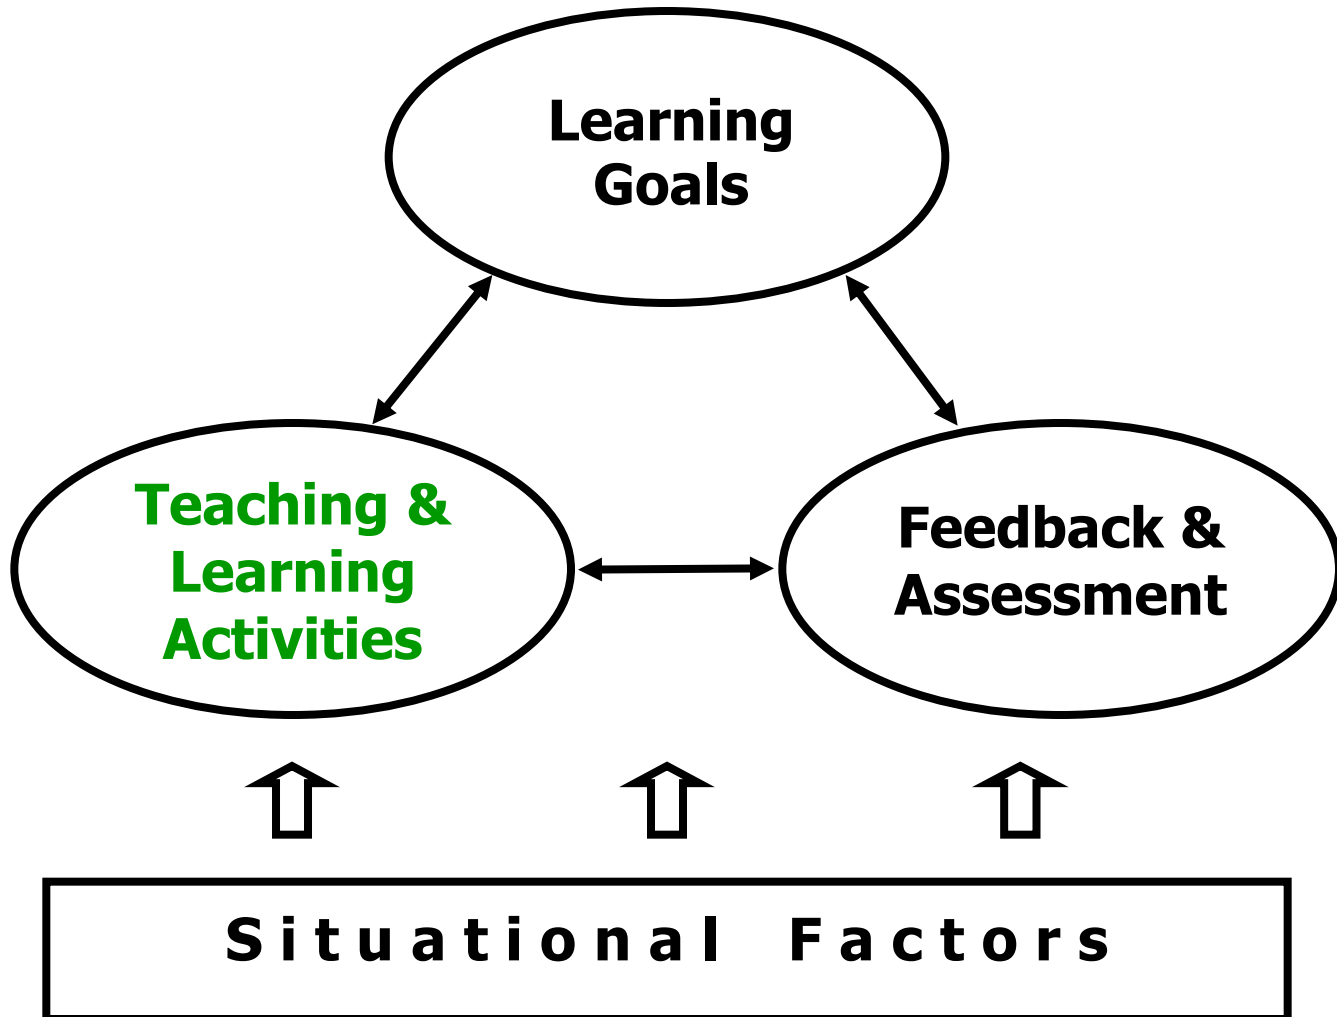 Learning
Goals
Teaching &
Learning
Activities
Feedback &
Assessment
Situational Factors